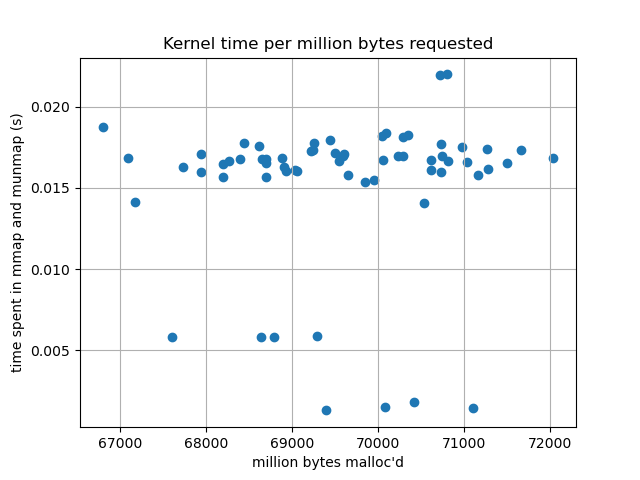 Kernel time per million bytes requested
time spent in mmap and munmap (s)
0.020
0.015
0.010
0.005
67000 68000 69000 70000 71000 72000
million bytes malloc'd